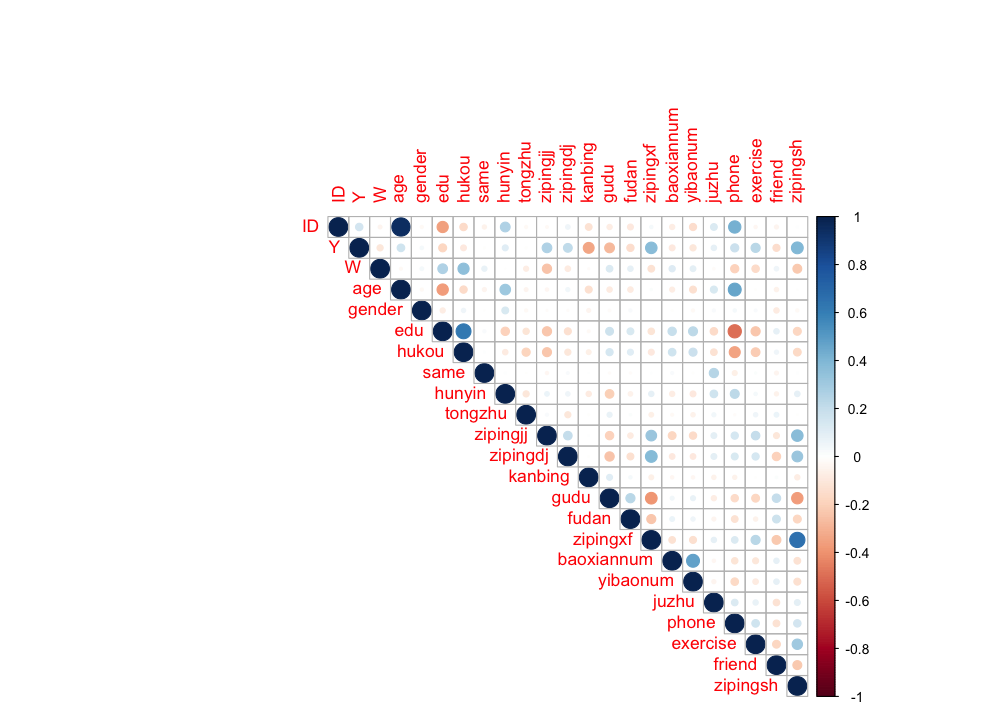 ID
Y
W
age
gender
edu
hukou
same
hunyin
tongzhu
zipingjj
zipingdj
kanbing
gudu
fudan
zipingxf
baoxiannum
yibaonum
juzhu
phone
exercise
friend
zipingsh
ID
Y
W
age
gender
edu
hukou
same
hunyin
tongzhu
zipingjj
zipingdj
kanbing
gudu
fudan
zipingxf
baoxiannum
yibaonum
juzhu
phone
exercise
friend
zipingsh
1
0.8
0.6
0.4
0.2
0
-0.2
-0.4
-0.6
-0.8
-1